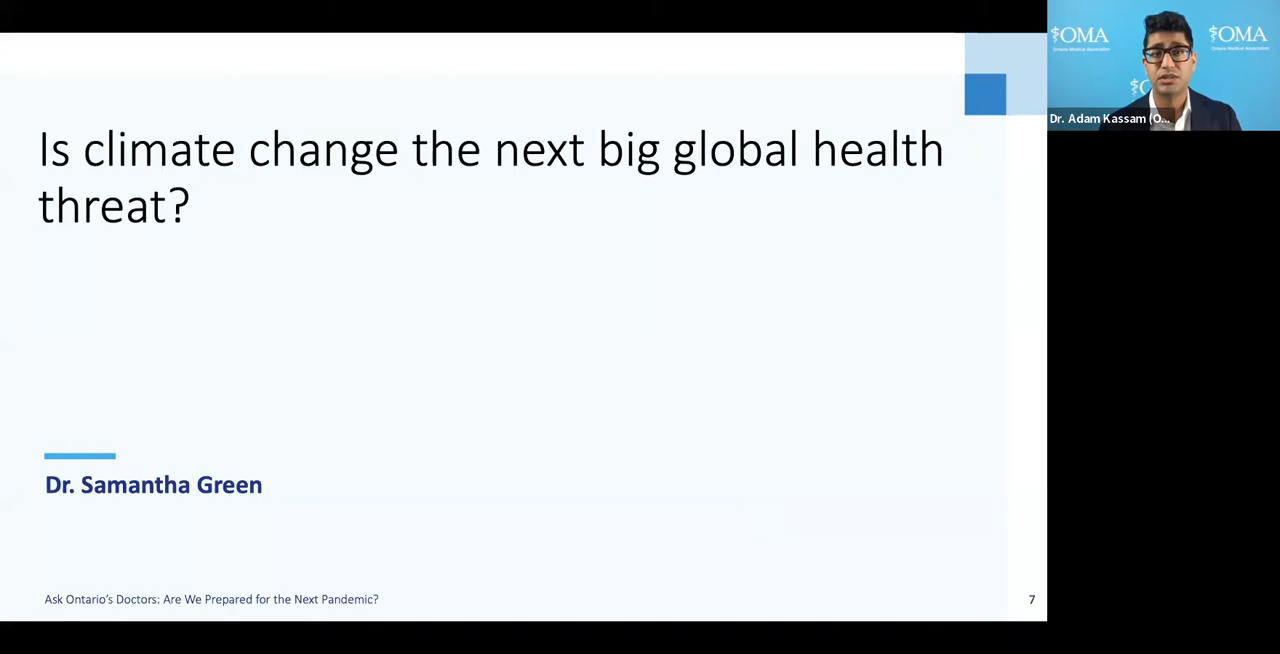 Is climate change the next big global health
threat?
Dr. Samantha Green
Ask Ontario's Doctors: Are We Prepared for the Next Pandemic?
7
OMA
Ontario Medical Association
OMA
Ontario Medical Association
Dr. Adam Kassam (O...